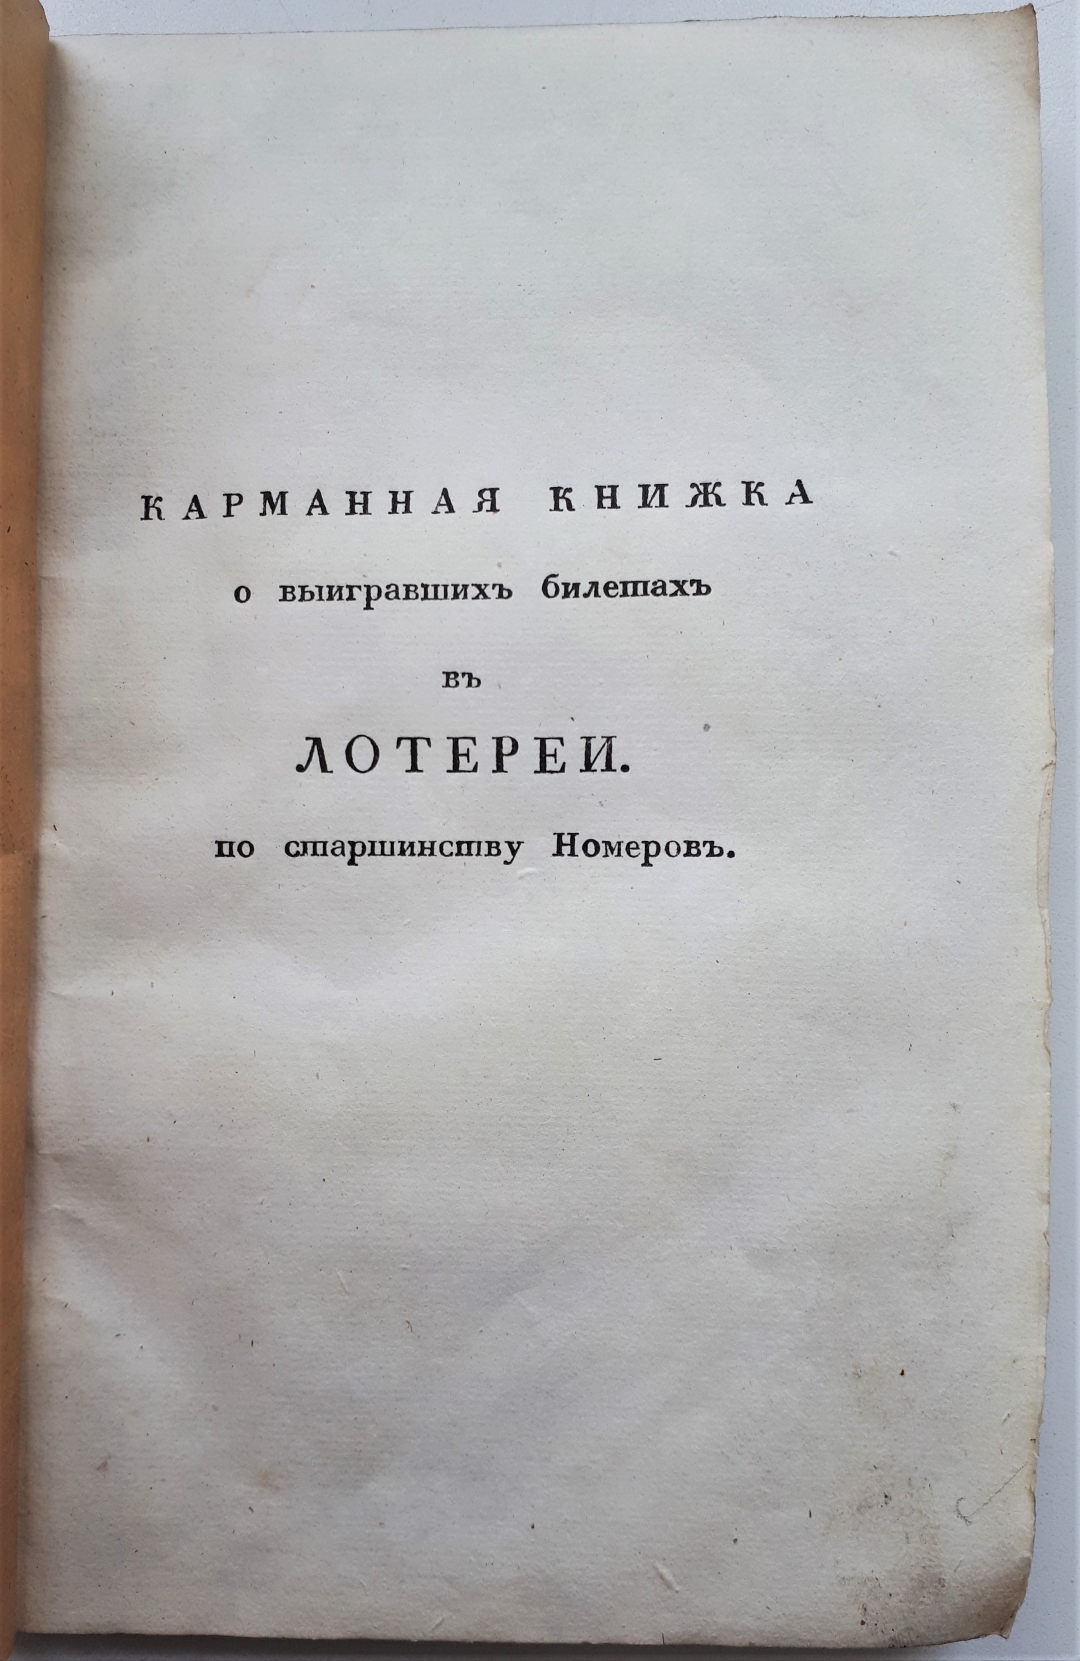 КАРМАННАЯ КНИЖКА
о выигравшихъ билетахъ
въ
ЛОТЕРЕИ.
по старшинству Номеровъ.